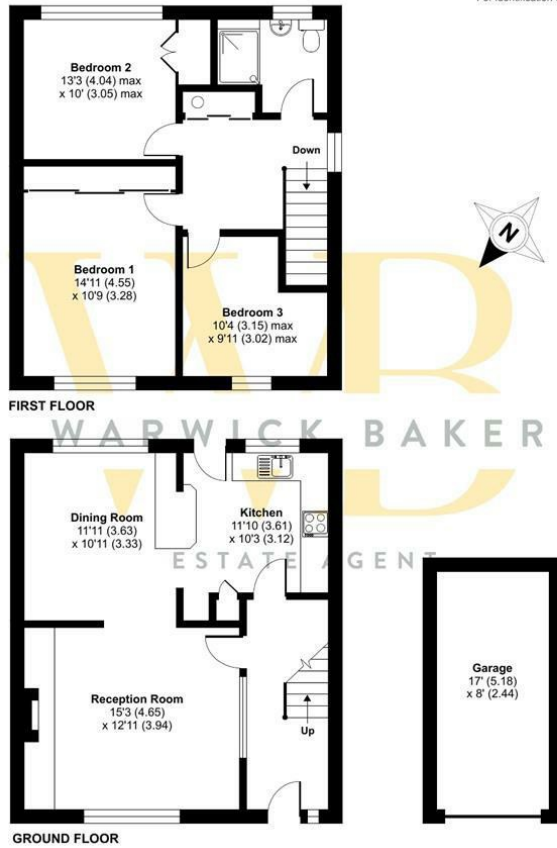 Bedroom 2
13'3 (4.04) max
x 10' (3.05) max
Down
N
Bedroom 1
14'11 (4.55)
x 10'9 (3.28)
Bedroom 3
10'4 (3.15) max
x 9'11 (3.02) max
FIRST FLOOR
WB
WARWICK BAKER
ESTATE AGENT
Dining Room
11'11 (3.63)
x 10'11 (3.33)
Kitchen
11'10 (3.61)
x 10'3 (3.12)
Reception Room
15'3 (4.65)
x 12'11 (3.94)
Up
Garage
17' (5.18)
x 8' (2.44)
GROUND FLOOR